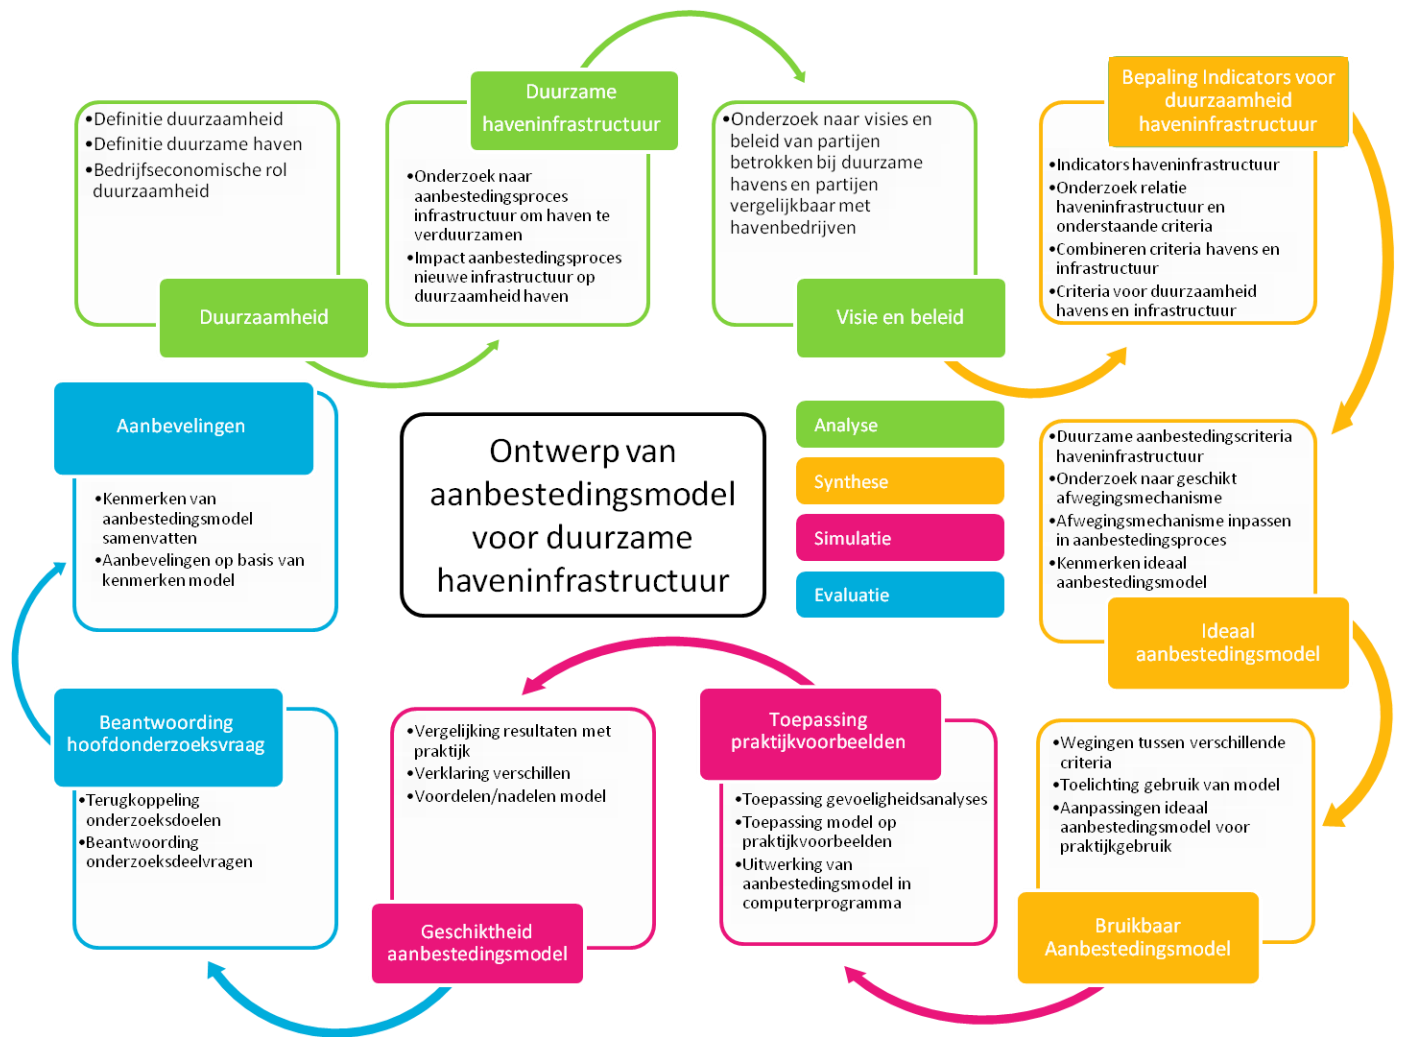 •Definitie duurzaamheid
•Definitie duurzame haven
•Bedrijfseconomische rol
duurzaamheid
Duurzaamheid
Duurzame
haveninfrastructuur
•Onderzoek naar
aanbestedingsproces
infrastructuur om haven te
verduurzamen
•Impact aanbestedingsproces
nieuwe infrastructuur op
duurzaamheid haven
•Onderzoek naar visies en
beleid van partijen
betrokken bij duurzame
havens en partijen
vergelijkbaar met
havenbedrijven
Visie en beleid
Bepaling Indicators voor
duurzaamheid
haveninfrastructuur
•Indicators haveninfrastructuur
•Onderzoek relatie
haveninfrastructuur en
onderstaande criteria
•Combineren criteria havens en
infrastructuur
•Criteria voor duurzaamheid
havens en infrastructuur
•Duurzame aanbestedingscriteria
haveninfrastructuur
•Onderzoek naar geschikt
afwegingsmechanisme
•Afwegingsmechanisme inpassen
in aanbestedingsproces
•Kenmerken ideaal
aanbestedingsmodel
Ideaal
aanbestedingsmodel
Ontwerp van
aanbestedingsmodel
voor duurzame
haveninfrastructuur
Analyse
Synthese
Simulatie
Evaluatie
•Wegingen tussen verschillende
criteria
•Toelichting gebruik van model
•Aanpassingen ideaal
aanbestedingsmodel voor
praktijkgebruik
Bruikbaar
Aanbestedingsmodel
Toepassing
praktijkvoorbeelden
•Toepassing gevoeligheidsanalyses
•Toepassing model op
praktijkvoorbeelden
•Uitwerking van
aanbestedingsmodel in
computerprogramma
•Vergelijking resultaten met
praktijk
•Verklaring verschillen
•Voordelen/nadelen model
Geschiktheid
aanbestedingsmodel
Beantwoording
hoofdonderzoeksvraag
•Terugkoppeling
onderzoeksdoelen
•Beantwoording
onderzoeksdeelvragen
Aanbevelingen
•Kenmerken van
aanbestedingsmodel
samenvatten
•Aanbevelingen op basis van
kenmerken model